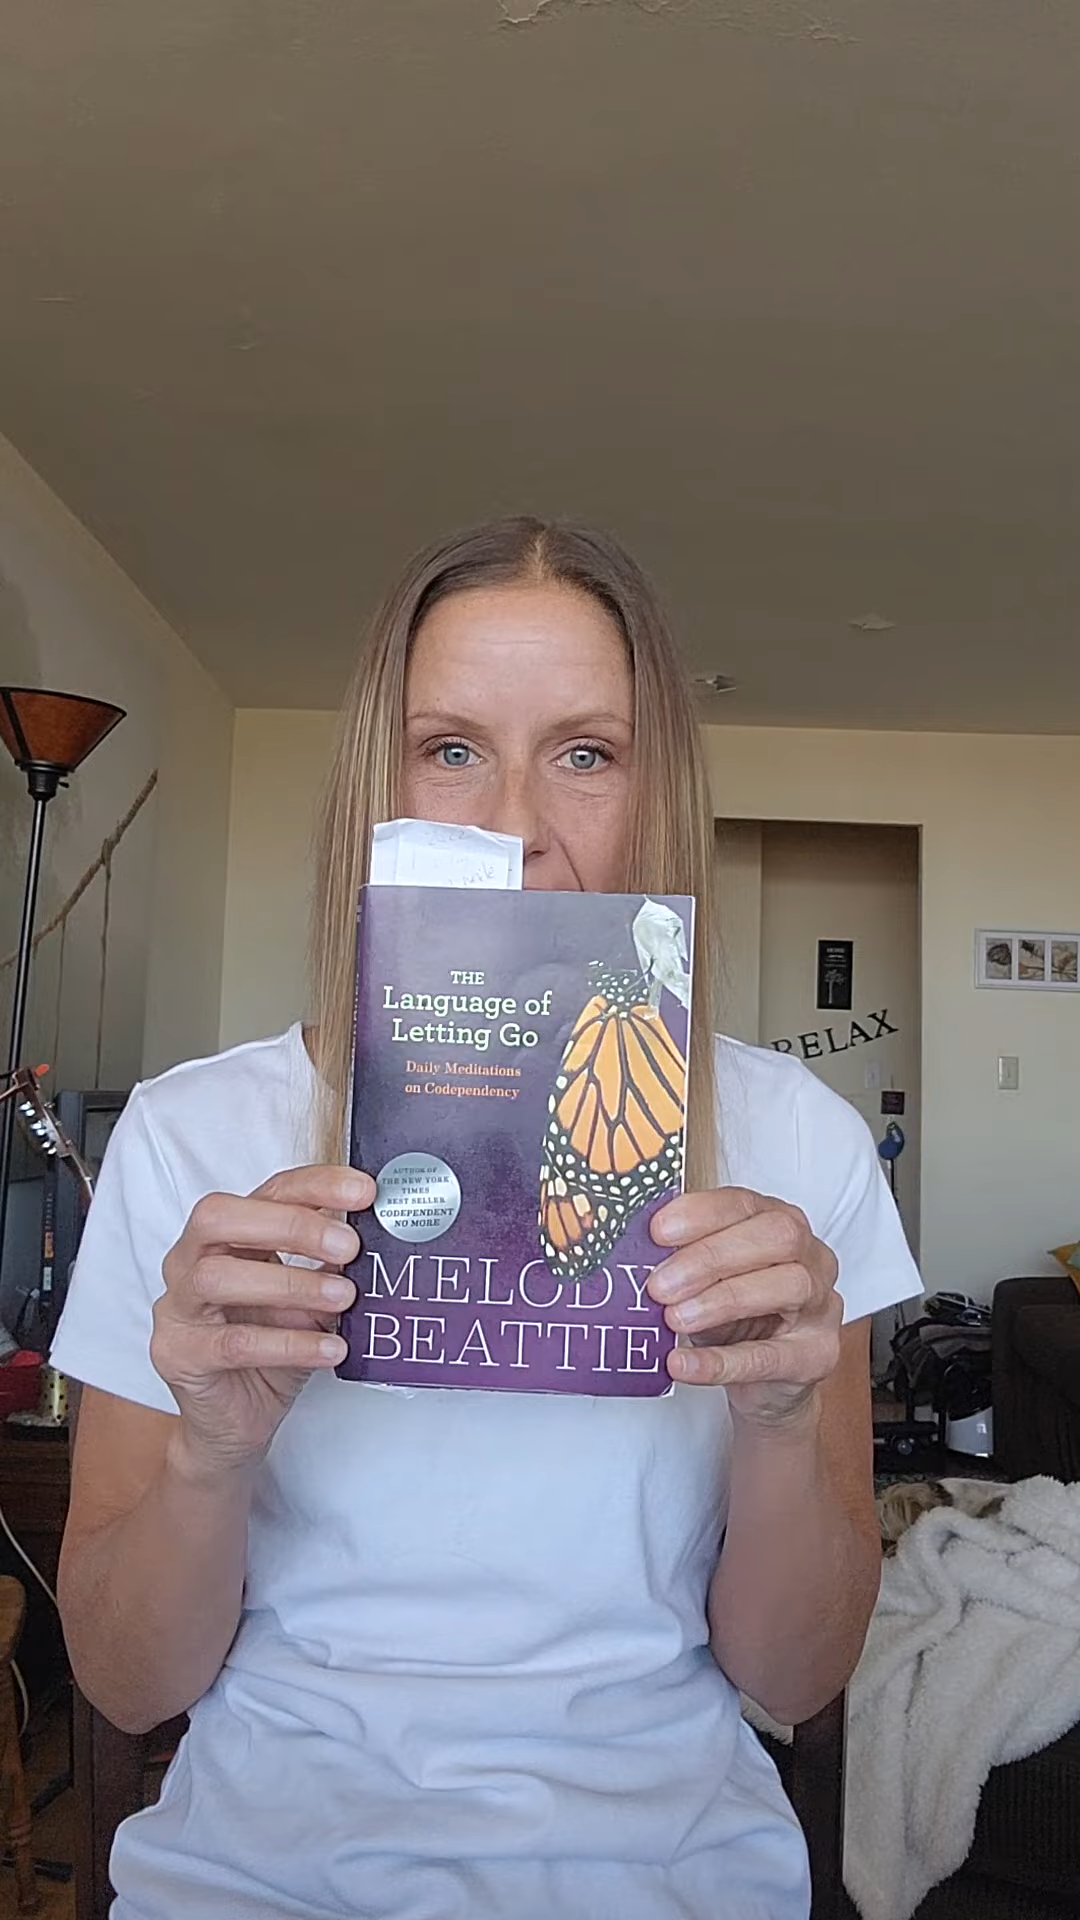 THE
Language of
Letting Go
Daily Meditations
on Codependency
AUTHOR OF
THE NEW YORK
TIMES
BEST SELLER
CODEPENDENT
NO MORE
MELODY
BEATTIE
RELAX